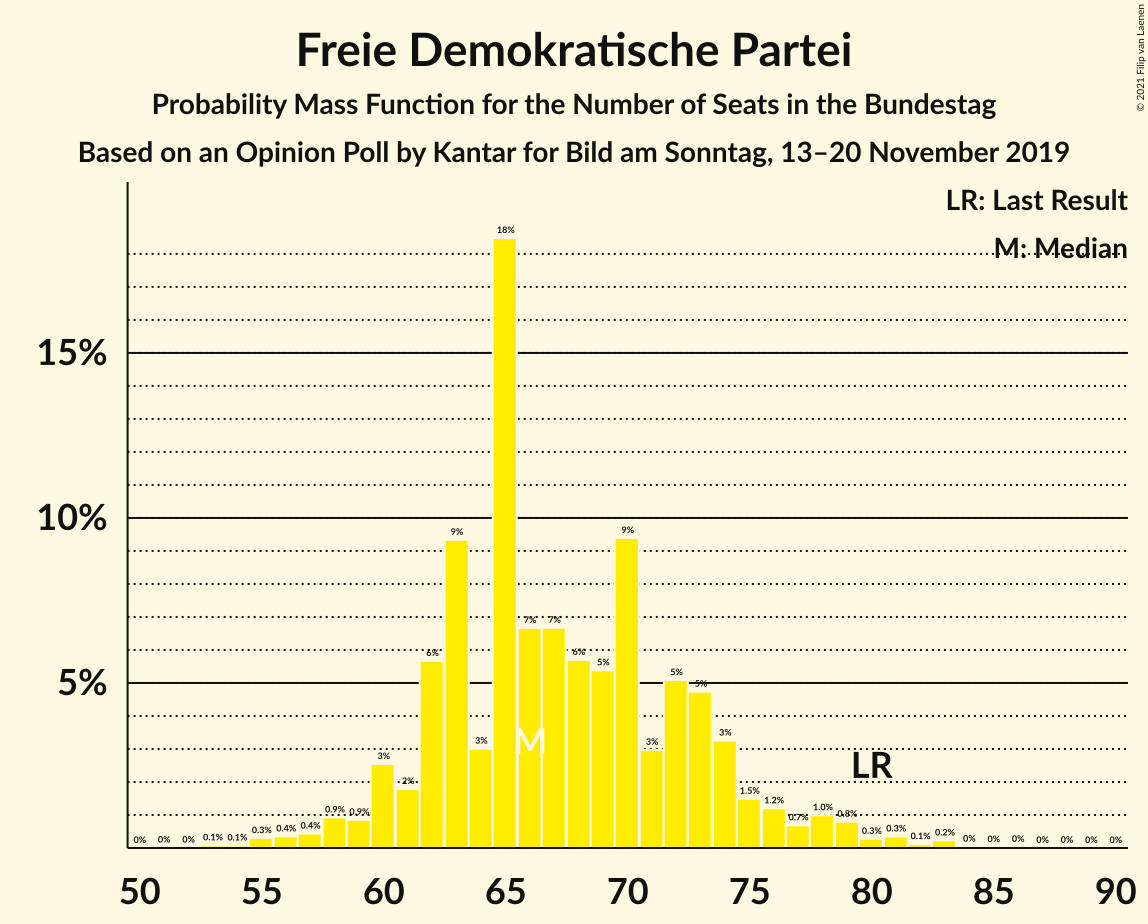 Freie Demokratische Partei
Probability Mass Function for the Number of Seats in the Bundestag
Based on an Opinion Poll by Kantar for Bild am Sonntag, 13–20 November 2019
© 2021 Filip van Laenen
LR: Last Result
M: Median
15%
10%
5%
0% 0% 0% 0.1% 0.1% 0.3% 0.4% 0.4% 0.9% 0.9% 3% 2% 6% 9% 3% 18% 7% 7% 6% 5% 9% 3% 5% 5% 3% 1.5% 1.2% 0.7% 1.0% 0.8% 0.3% 0.3% 0.1% 0.2% 0% 0% 0% 0% 0% 0% 0%
M
LR
50 55 60 65 70 75 80 85 90